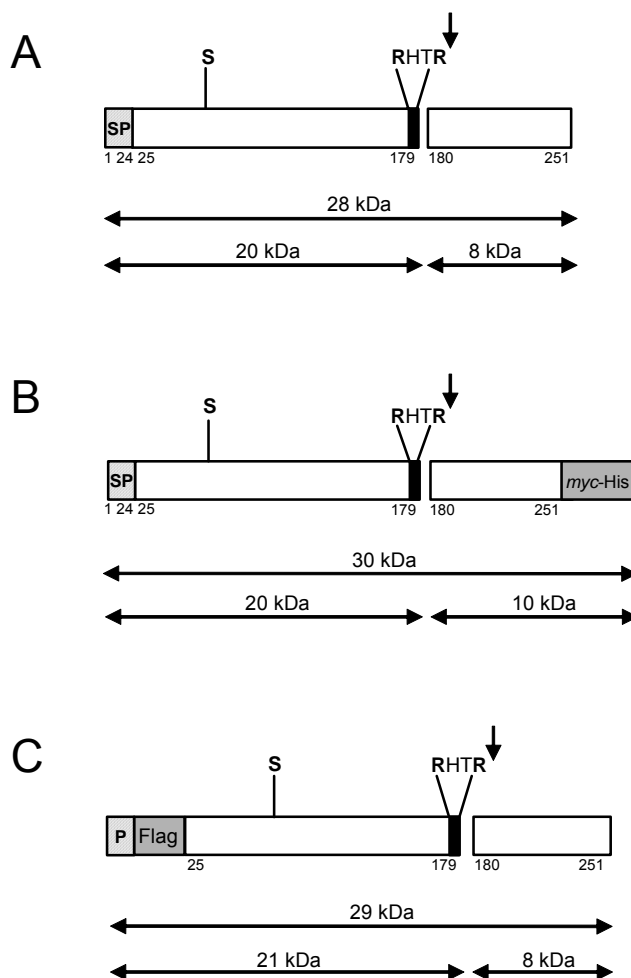 A
S
RHTR
SP
1 24 25
179
180
251
28 kDa
20 kDa
8 kDa
B
S
RHTR
SP
myc-His
1 24 25
179
180
251
30 kDa
20 kDa
10 kDa
C
S
RHTR
P
Flag
25
179
180
251
29 kDa
21 kDa
8 kDa